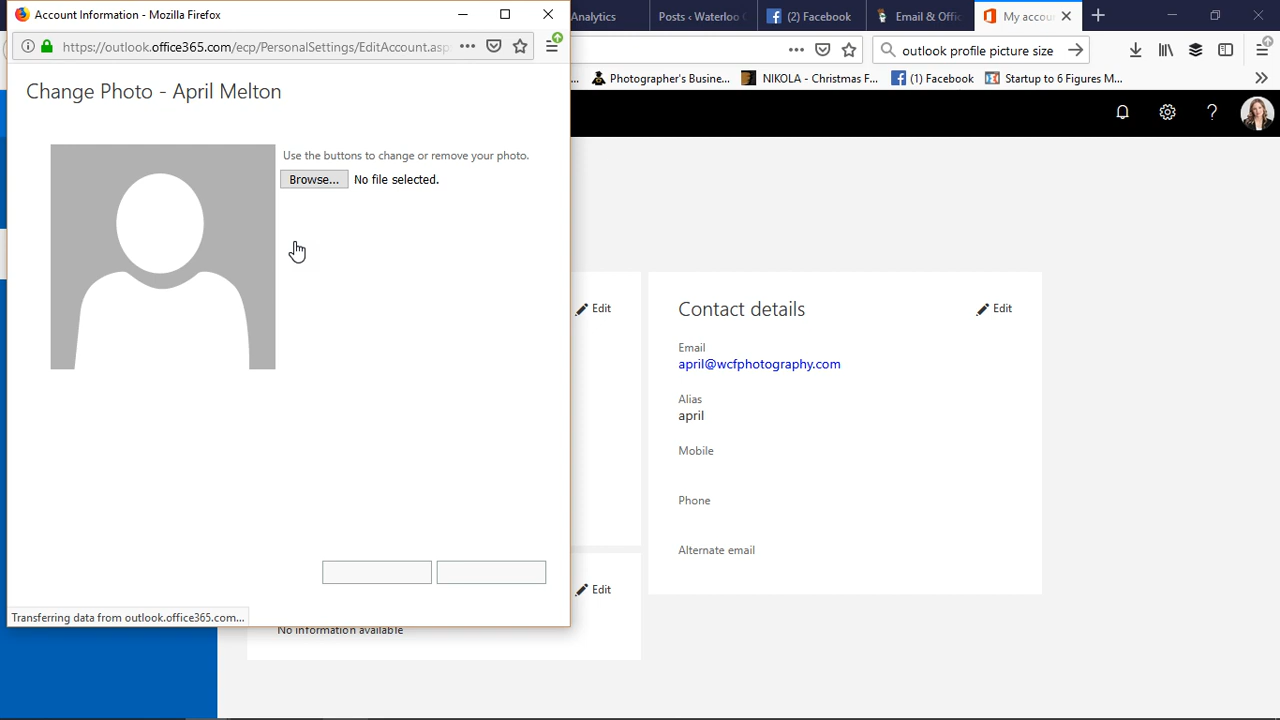 Account Information - Mozilla Firefox
https://outlook.office365.com/ecp/PersonalSettings/EditAccount.asp
Change Photo - April Melton
Use the buttons to change or remove your photo.
Browse... No file selected.
Transferring data from outlook.office365.com...
Analytics
Posts ‹ Waterloo
(2) Facebook
Email & Offi
My accou
outlook profile picture size
Photographer's Busine...
NIKOLA - Christmas F...
(1) Facebook
Startup to 6 Figures M...
Edit
Contact details
Edit
Email
april@wcfphotography.com
Alias
april
Mobile
Phone
Alternate email
Edit
No information available